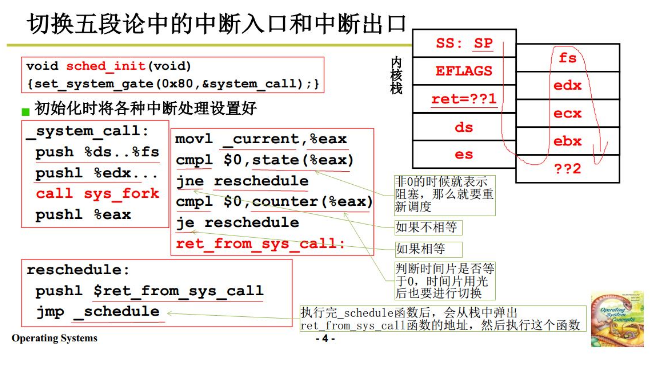 切换五段论中的中断入口和中断出口
void sched_init(void)
{set_system_gate(0x80,&system_call);}
初始化时将各种中断处理设置好
_system_call:
push %ds..%fs
pushl %edx...
call sys_fork
pushl %eax
movl _current,%eax
cmpl $0,state(%eax)
jne reschedule
cmpl $0,counter(%eax)
je reschedule
ret_from_sys_call:
reschedule:
pushl $ret_from_sys_call
jmp _schedule
内核栈
SS: SP
EFLAGS
ret=??1
ds
es
fs
edx
ecx
ebx
??2
非0的时候就表示
阻塞，那么就要重
新调度
如果不相等
如果相等
判断时间片是否等
于0，时间片用光
后也要进行切换
执行完_schedule函数后，会从栈中弹出
ret_from_sys_call函数的地址，然后执行这个函数
Operating Systems
- 4 -
Operating
System
Concepts